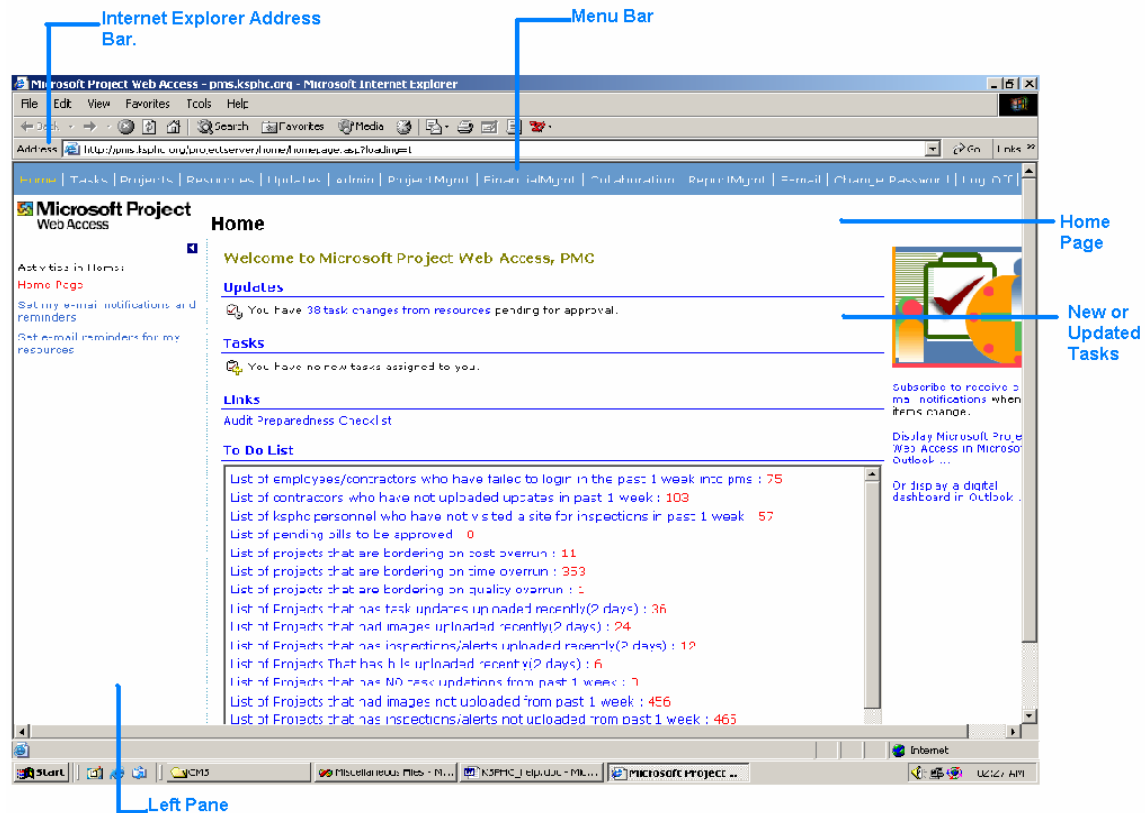 Internet Explorer Address
Bar.
Menu Bar
Microsoft Project Web Access - pms.ksphc.org - Microsoft Internet Explorer
File Edit View Favorites Tools Help
Back Search Favorites Media
Address http://pms.ksphc.org/projectserver/home/homepage.asp?loading=1 Go Links »
Home | Tasks | Projects | Resources | Updates | Admin | ProjectMgmt | FinancialMgmt | Collaboration | ReportMgmt | E-mail | Change Password | Log Off |
Microsoft Project
Web Access
Home
Home
Page
Activities in Home:
Home Page
Set my e-mail notifications and
reminders
Set e-mail reminders for my
resources
Welcome to Microsoft Project Web Access, PMC
Updates
You have 38 task changes from resources pending for approval.
New or
Updated
Tasks
Tasks
You have no new tasks assigned to you.
Links
Audit Preparedness Checklist
To Do List
List of employees/contractors who have failed to login in the past 1 week into pms : 75
List of contractors who have not uploaded updates in past 1 week : 103
List of ksphc personnel who have not visited a site for inspections in past 1 week 57
List of pending bills to be approved 0
List of projects that are bordering on cost overrun : 11
List of projects that are bordering on time overrun : 353
List of projects that are bordering on quality overrun : 1
List of Projects that has task updates uploaded recently(2 days) : 36
List of Projects that had images uploaded recently(2 days) : 24
List of Projects that has inspections/alerts uploaded recently(2 days) : 12
List of Projects That has bills uploaded recently(2 days) : 6
List of Projects that has NO task updations from past 1 week :
List of Projects that had images not uploaded from past 1 week : 456
List of Projects that has inspections/alerts not uploaded from past 1 week : 465
Subscribe to receive e
mail notifications when
items change.
Display Microsoft Proje
Web Access in Microsof
Outlook ...
Or display a digital
dashboard in Outlook .
Internet
Start CMS Miscellaneous Files - M... KSPHC_Help.doc - Mic... Microsoft Project ... 02:27 AM
Left Pane